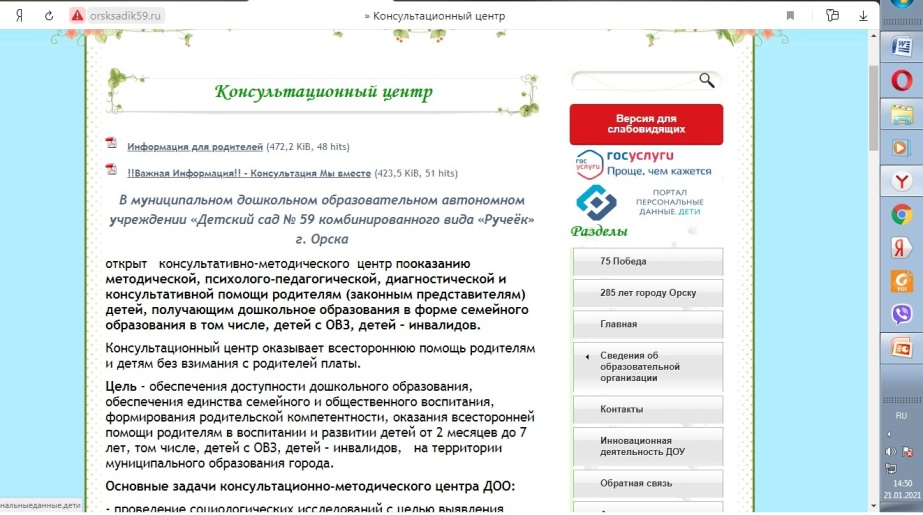 orsksadik59.ru
» Консультационный центр
Консультационный центр
Информация для родителей (472,2 KiB, 48 hits)
!!Важная Информация!! - Консультация Мы вместе (423,5 KiB, 51 hits)
В муниципальном дошкольном образовательном автономном
учреждении «Детский сад № 59 комбинированного вида «Ручеёк»
г. Орска
открыт консультативно-методического центр пооказанию
методической, психолого-педагогической, диагностической и
консультативной помощи родителям (законным представителям)
детей, получающим дошкольное образования в форме семейного
образования в том числе, детей с ОВЗ, детей – инвалидов.
Консультационный центр оказывает всестороннюю помощь родителям
и детям без взимания с родителей платы.
Цель - обеспечения доступности дошкольного образования,
обеспечения единства семейного и общественного воспитания,
формирования родительской компетентности, оказания всесторонней
помощи родителям в воспитании и развитии детей от 2 месяцев до 7
лет, том числе, детей с ОВЗ, детей – инвалидов, на территории
муниципального образования города.
Основные задачи консультационно-методического центра ДОО:
- проведение социологических исследований с целью выявления
Версия для
слабовидящих
гос
услуги
госуслуги
Проще, чем кажется
ПОРТАЛ
ПЕРСОНАЛЬНЫЕ
ДАННЫЕ.ДЕТИ
Разделы
75 Победа
285 лет городу Орску
Главная
Сведения об
образовательной
организации
Контакты
Инновационная
деятельность ДОУ
Обратная связь
нальныеданные.дети
RU
14:50
21.01.2021